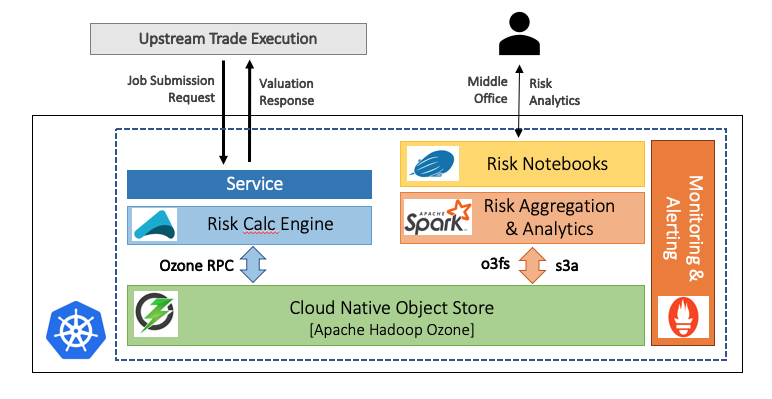 Upstream Trade Execution
Job Submission
Request
Valuation
Response
Middle
Office
Risk
Analytics
Service
Risk Calc Engine
Risk Notebooks
APACHE
Spark
Risk Aggregation
& Analytics
Monitoring &
Alerting
Ozone RPC
o3fs
s3a
Cloud Native Object Store
[Apache Hadoop Ozone]